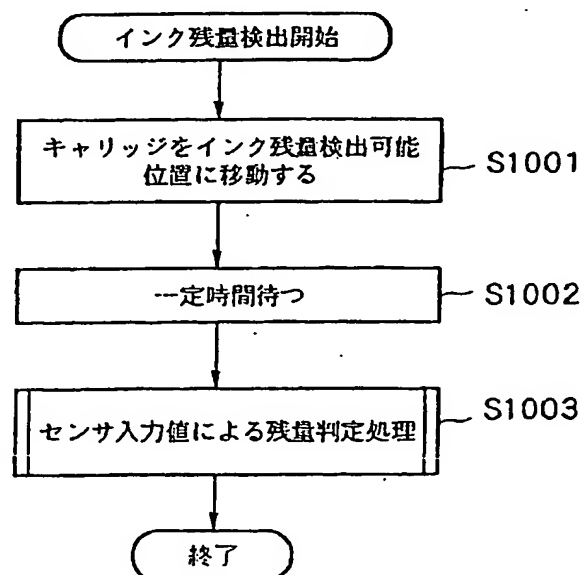 インク残量検出開始
キャリッジをインク残量検出可能
位置に移動する
S1001
一定時間待つ
S1002
センサ入力値による残量判定処理
S1003
終了